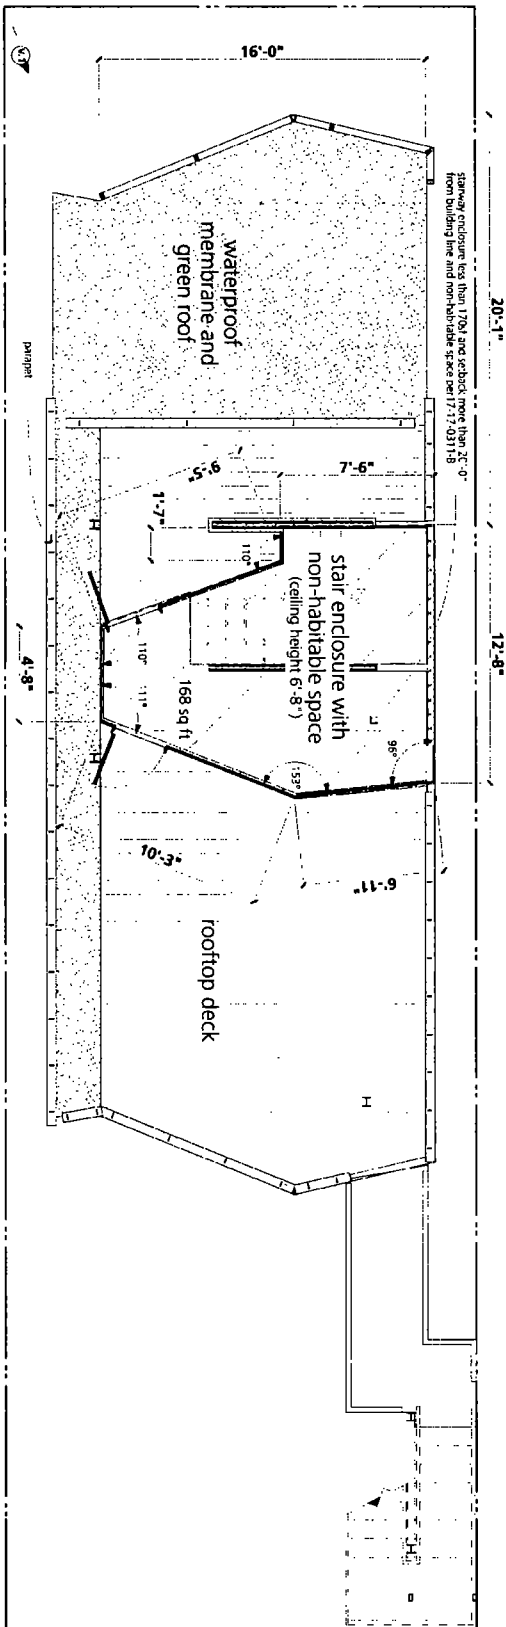 16'-0"
stairway enclosure less than 170sf and setback more than 20'-0"
from building line and non-habitable space per 17-17-0311-B
20'-1"
waterproof
membrane and
green roof
parapet
9'-5"
7'-6"
1'-7"
110°
stair enclosure with
non-habitable space
(ceiling height 6'-8")
12'-8"
110°
111°
168 sq ft
153°
96°
4'-8"
10'-3"
6'-11"
rooftop deck